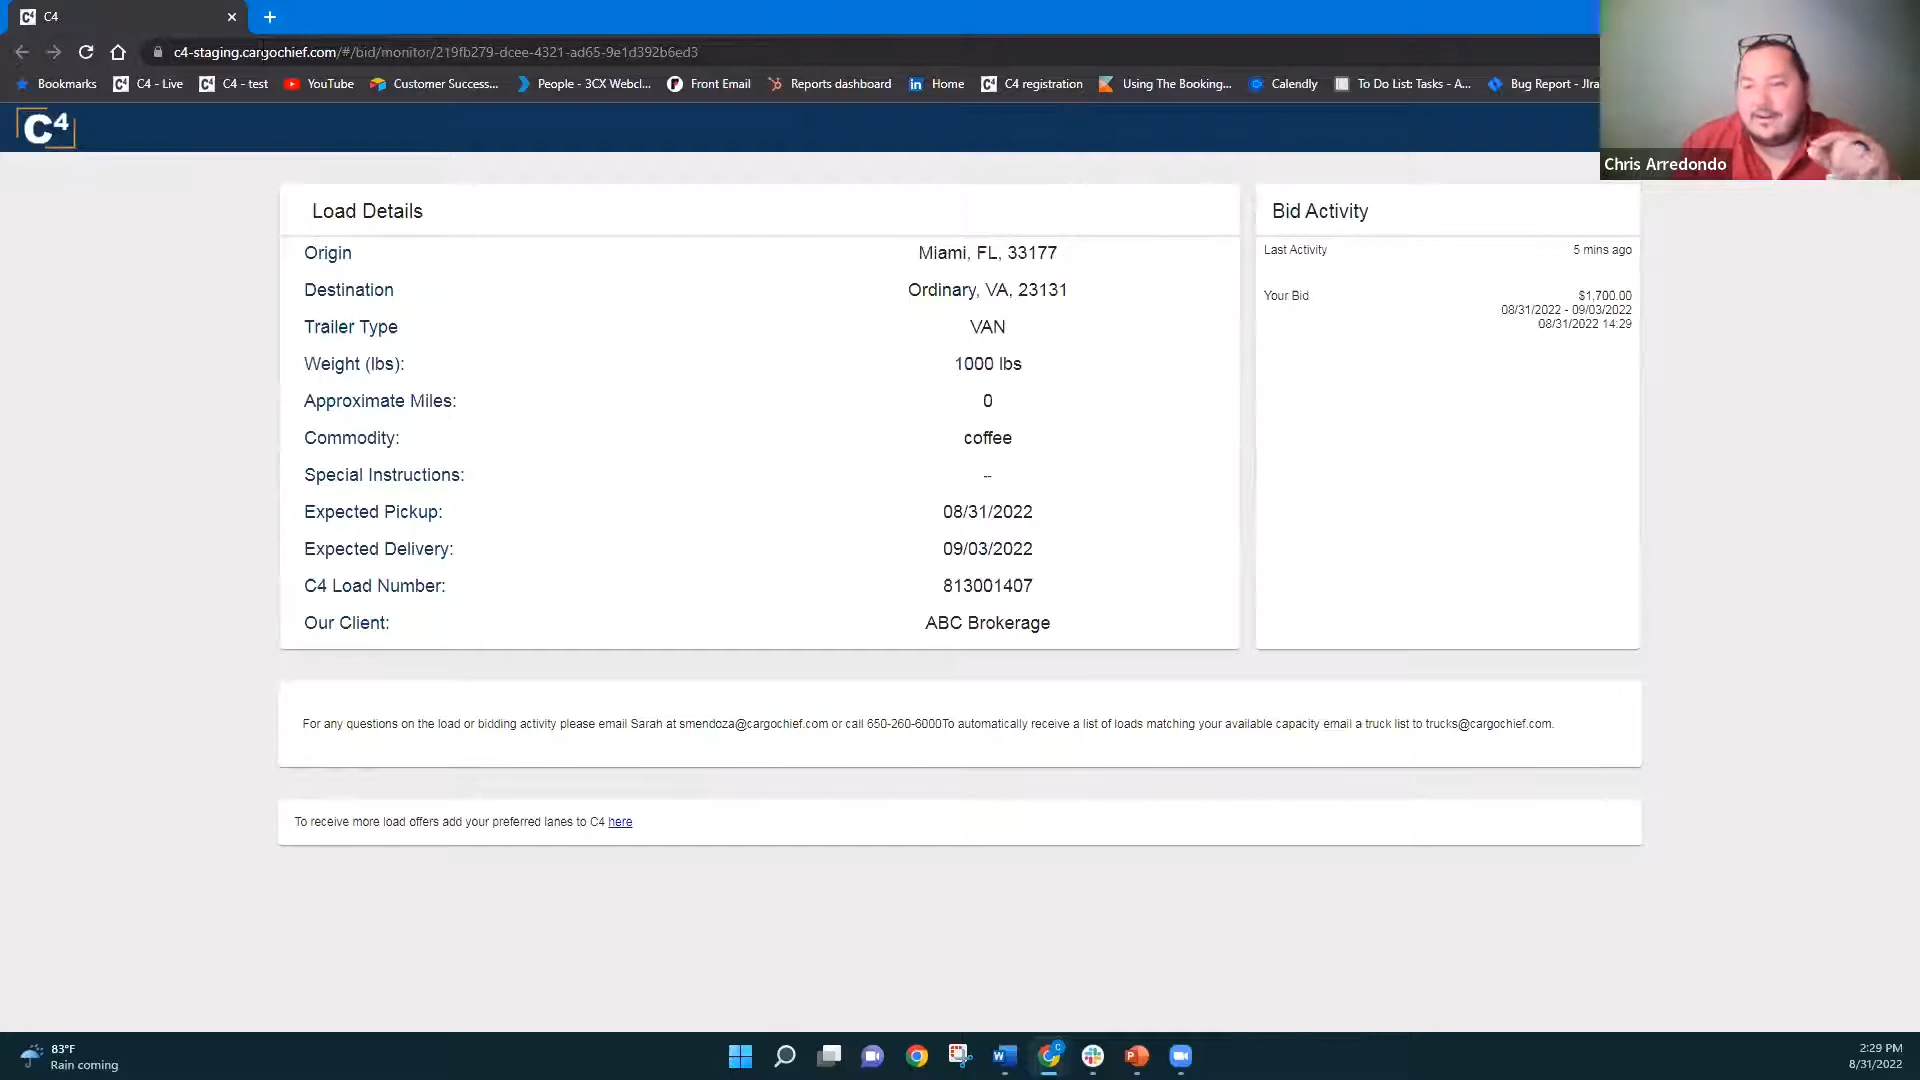 C4
c4-staging.cargochief.com/#/bid/monitor/219fb279-dcee-4321-ad65-9e1d392b6ed3
Bookmarks C4 - Live C4 - test YouTube Customer Success... People - 3CX Webcl... Front Email Reports dashboard Home C4 registration Using The Booking... Calendly To Do List: Tasks - A... Bug Report - Jira
C4
Chris Arredondo
Load Details
Origin Miami, FL, 33177
Destination Ordinary, VA, 23131
Trailer Type VAN
Weight (lbs): 1000 lbs
Approximate Miles: 0
Commodity: coffee
Special Instructions: --
Expected Pickup: 08/31/2022
Expected Delivery: 09/03/2022
C4 Load Number: 813001407
Our Client: ABC Brokerage
Bid Activity
Last Activity 5 mins ago
Your Bid $1,700.00
08/31/2022 - 09/03/2022
08/31/2022 14:29
For any questions on the load or bidding activity please email Sarah at smendoza@cargochief.com or call 650-260-6000To automatically receive a list of loads matching your available capacity email a truck list to trucks@cargochief.com.
To receive more load offers add your preferred lanes to C4 here
83°F
Rain coming
2:29 PM
8/31/2022